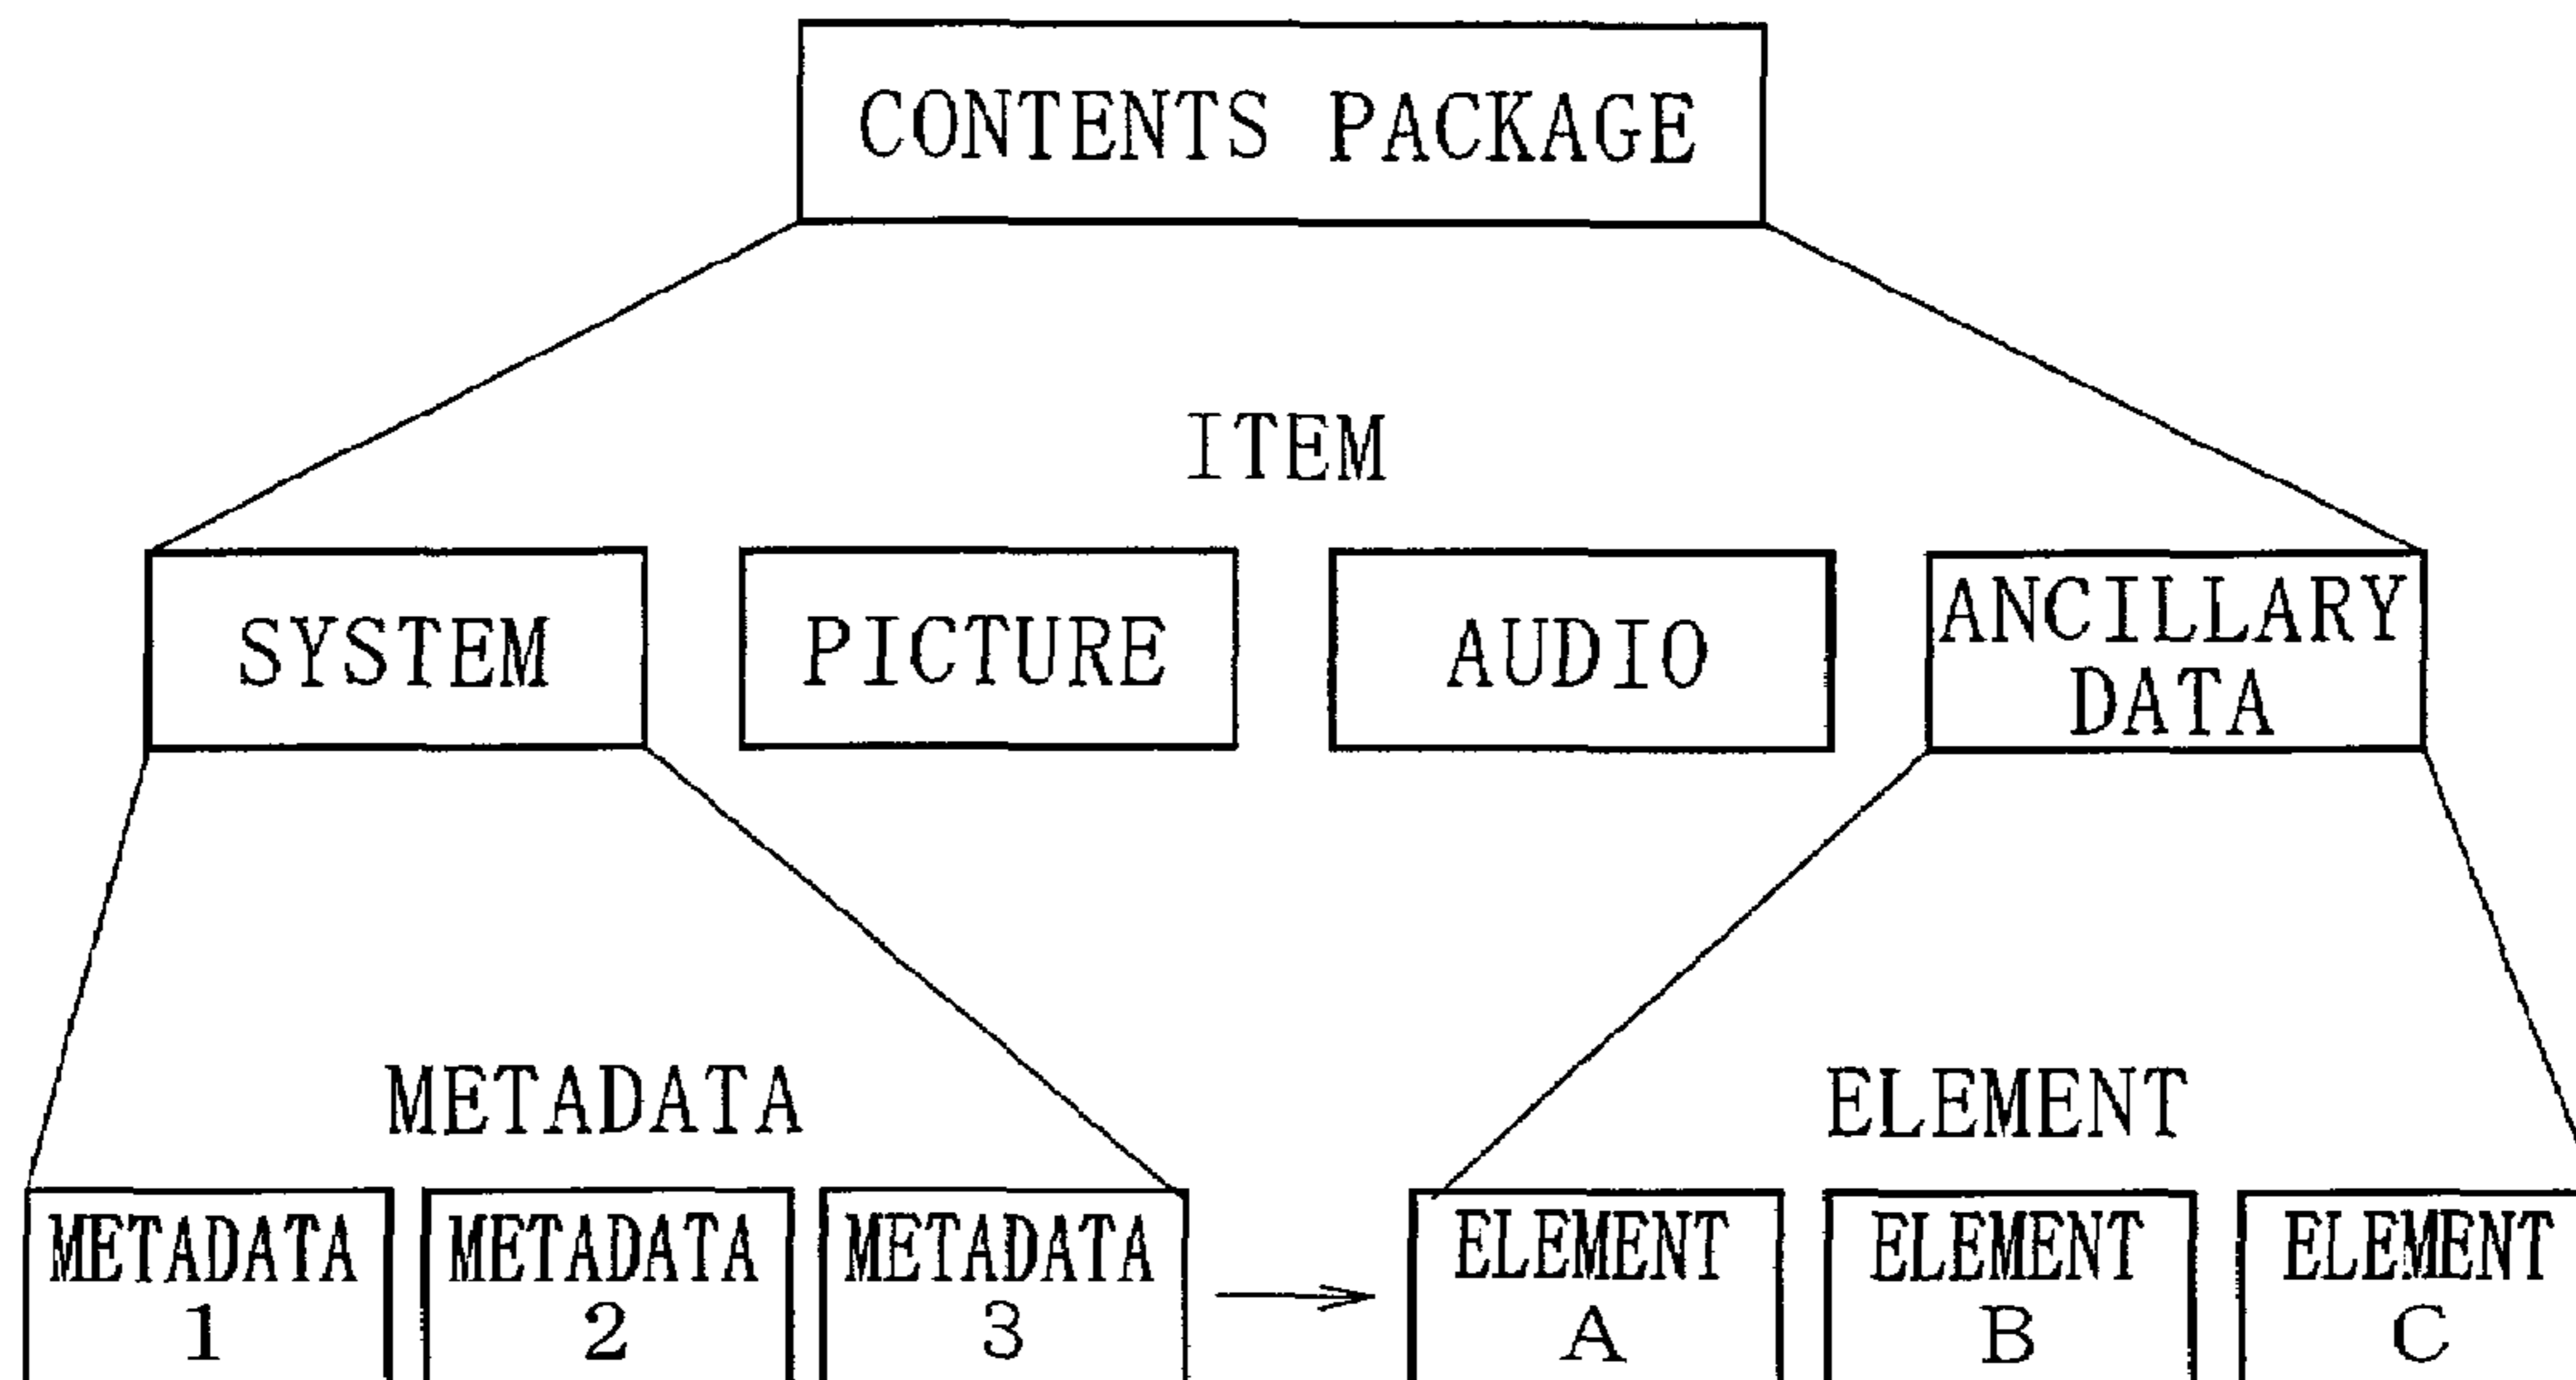 CONTENTS PACKAGE
ITEM
SYSTEM
PICTURE
AUDIO
ANCILLARY
DATA
METADATA
ELEMENT
METADATA
1
METADATA
2
METADATA
3
ELEMENT
A
ELEMENT
B
ELEMENT
C